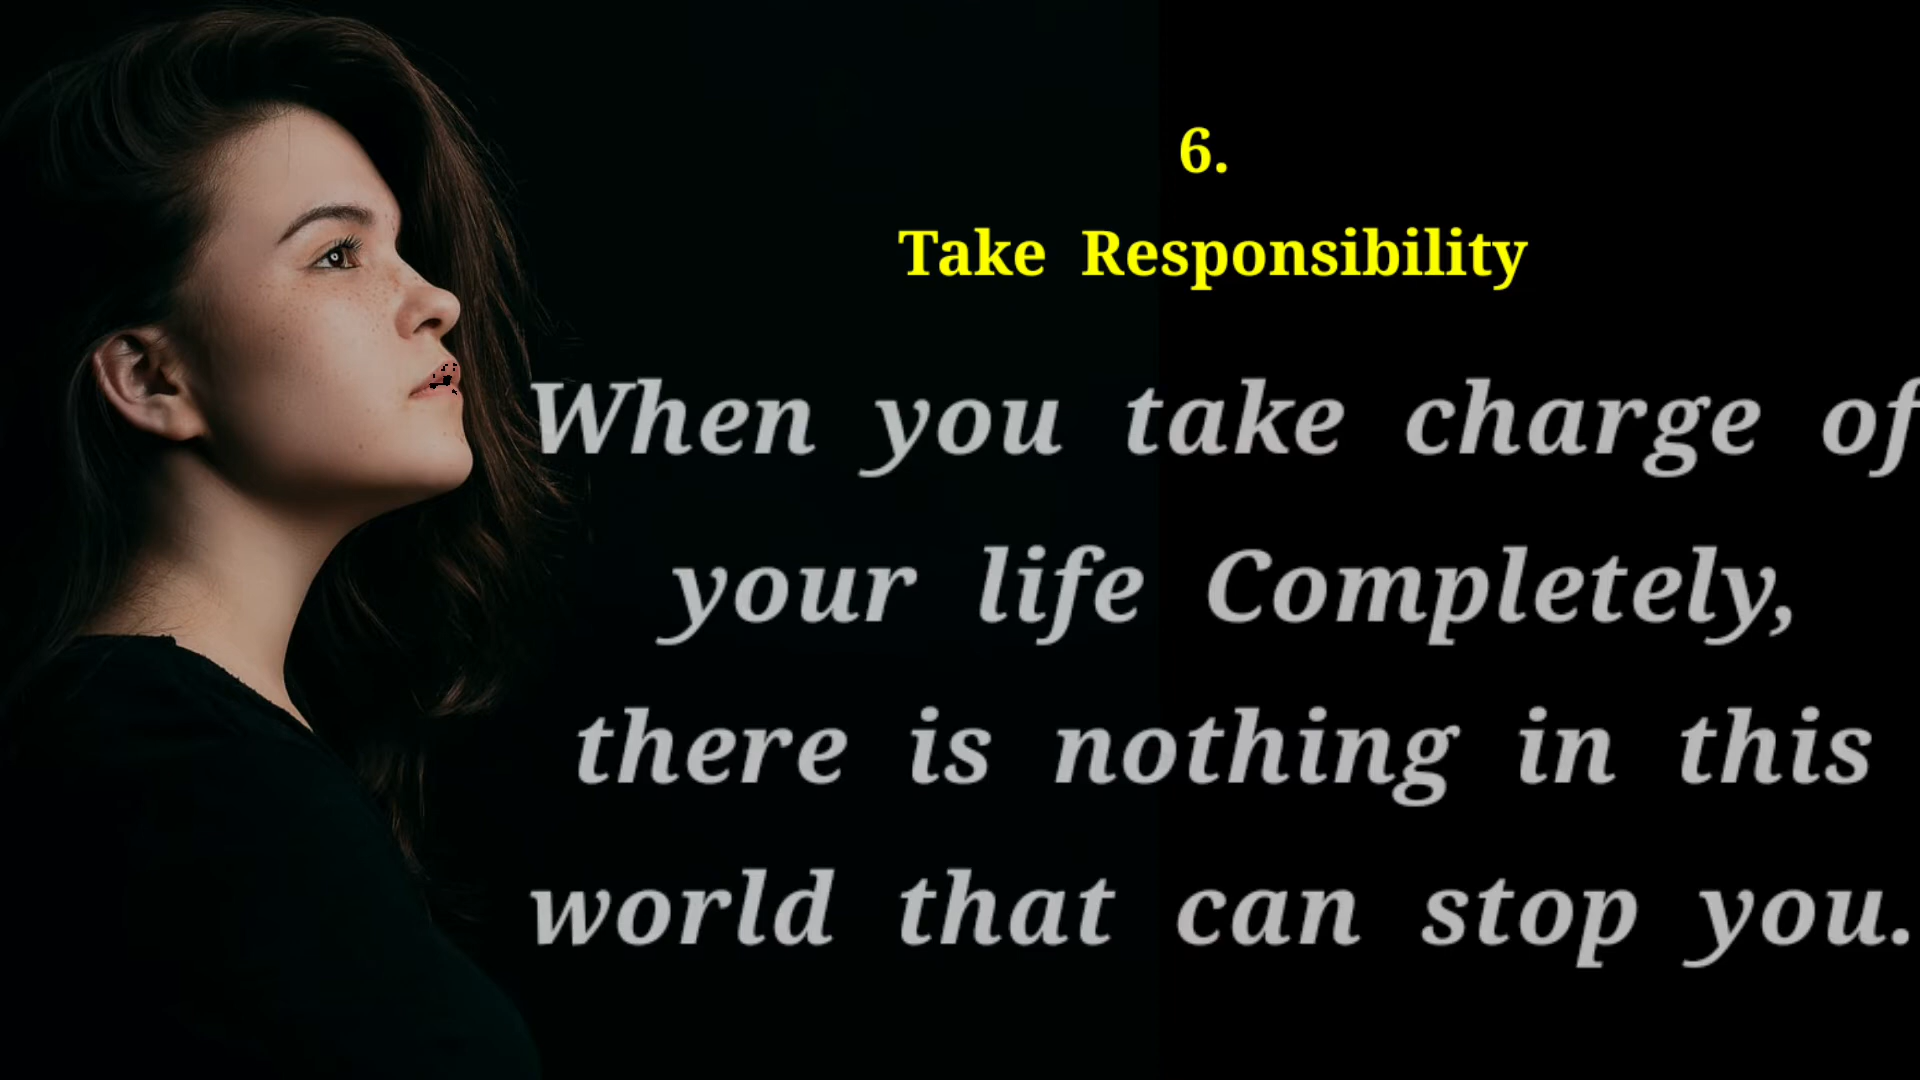 6.
Take Responsibility
When you take charge of
your life Completely,
there is nothing in this
world that can stop you.